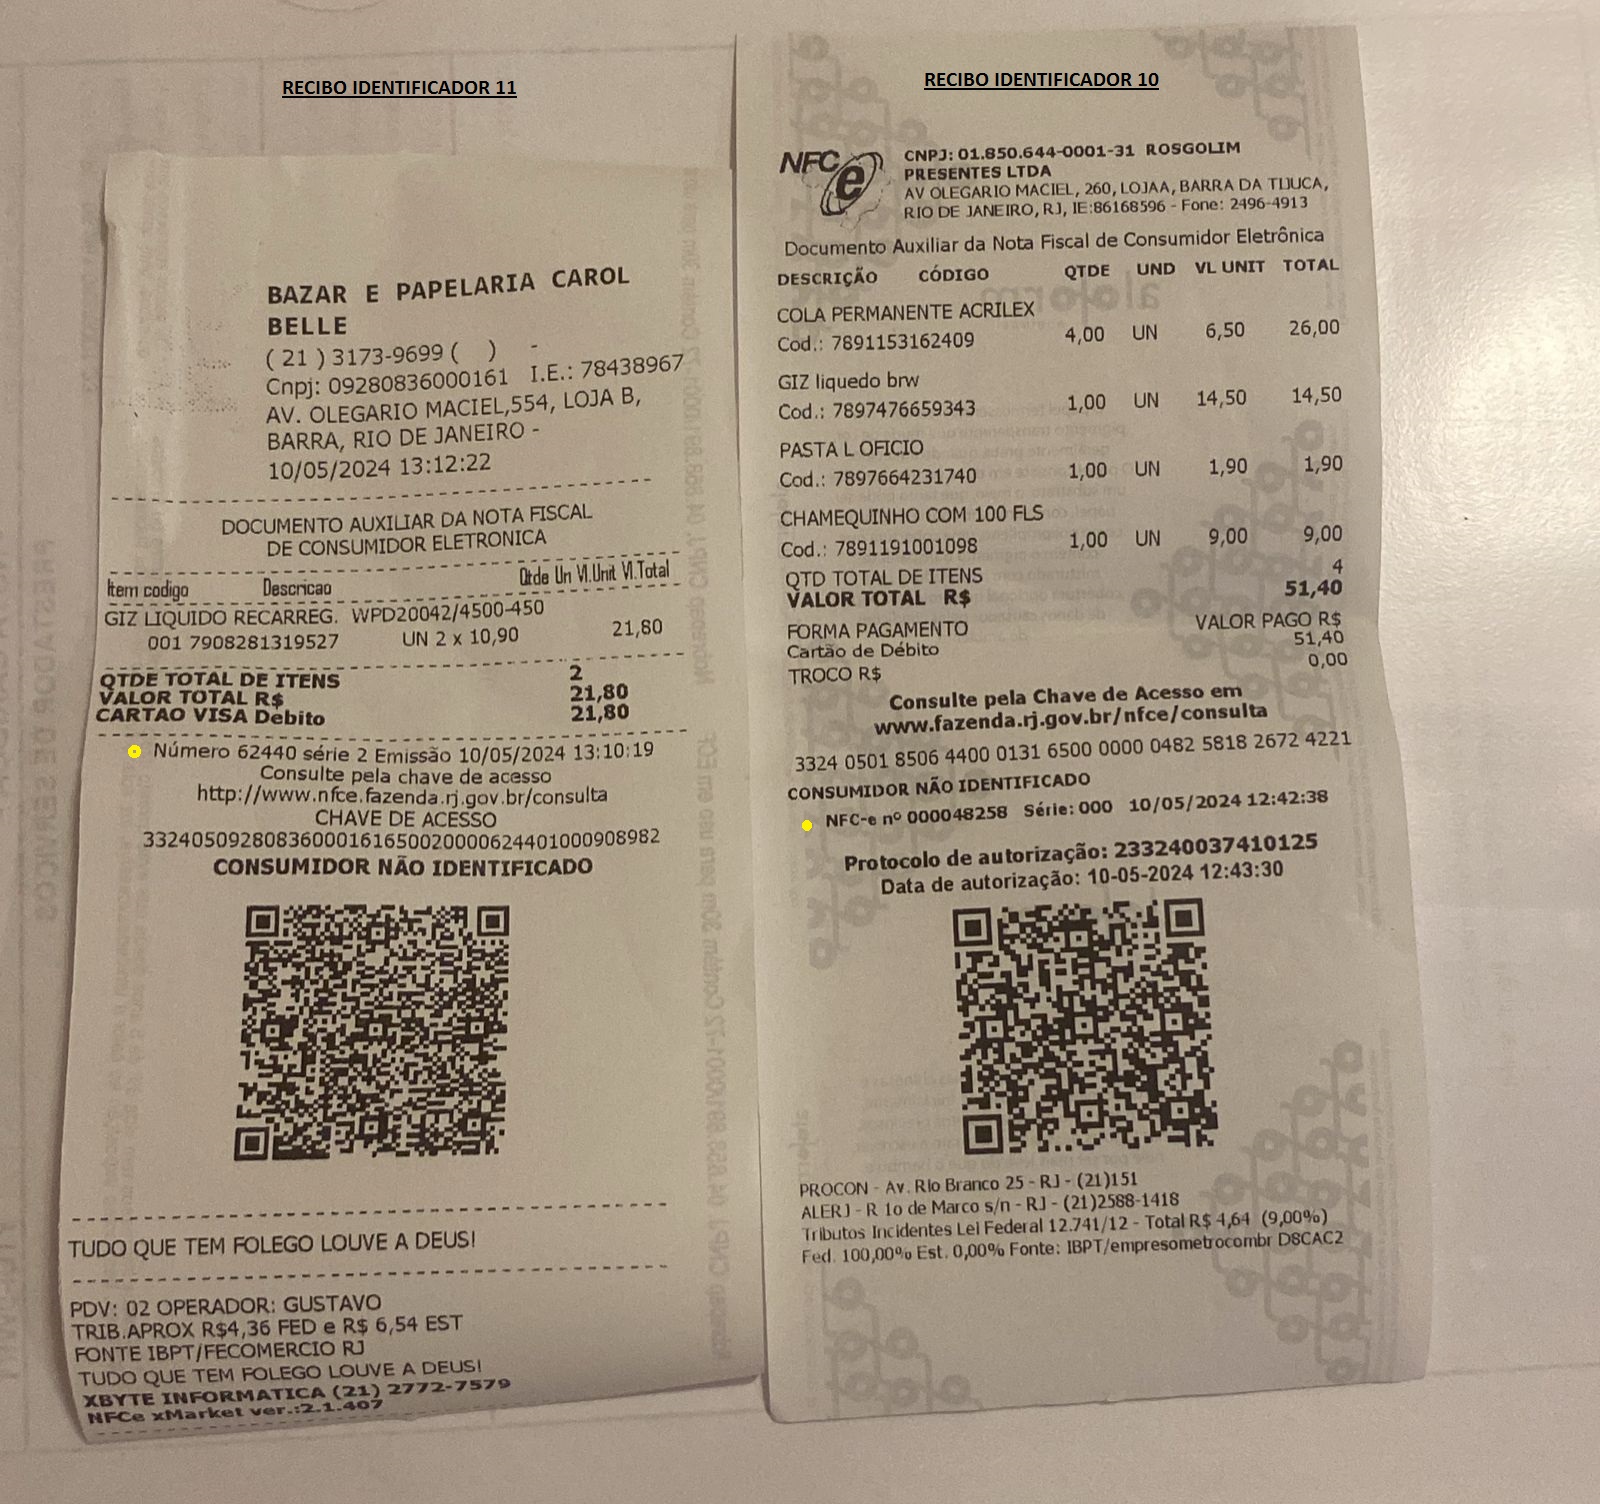 RECIBO IDENTIFICADOR 11
BAZAR E PAPELARIA CAROL
BELLE
( 21 ) 3173-9699 (    )    -
Cnpj: 09280836000161 I.E.: 78438967
AV. OLEGARIO MACIEL,554, LOJA B,
BARRA, RIO DE JANEIRO -
10/05/2024 13:12:22
DOCUMENTO AUXILIAR DA NOTA FISCAL
DE CONSUMIDOR ELETRONICA
Item codigo Descricao Qtde Un Vl.Unit Vl.Total
GIZ LIQUIDO RECARREG. WPD20042/4500-450
001 7908281319527 UN 2 x 10,90 21,80
QTDE TOTAL DE ITENS 2
VALOR TOTAL R$ 21,80
CARTAO VISA Debito 21,80
Número 62440 série 2 Emissão 10/05/2024 13:10:19
Consulte pela chave de acesso
http://www.nfce.fazenda.rj.gov.br/consulta
CHAVE DE ACESSO
33240509280836000161650020000624401000908982
CONSUMIDOR NÃO IDENTIFICADO
TUDO QUE TEM FOLEGO LOUVE A DEUS!
PDV: 02 OPERADOR: GUSTAVO
TRIB.APROX R$4,36 FED e R$ 6,54 EST
FONTE IBPT/FECOMERCIO RJ
TUDO QUE TEM FOLEGO LOUVE A DEUS!
XBYTE INFORMATICA (21) 2772-7579
NFCe xMarket ver.:2.1.407
RECIBO IDENTIFICADOR 10
NFC e
CNPJ: 01.850.644-0001-31 ROSGOLIM
PRESENTES LTDA
AV OLEGARIO MACIEL, 260, LOJAA, BARRA DA TIJUCA,
RIO DE JANEIRO, RJ, IE:86168596 - Fone: 2496-4913
Documento Auxiliar da Nota Fiscal de Consumidor Eletrônica
DESCRIÇÃO CÓDIGO QTDE UND VL UNIT TOTAL
COLA PERMANENTE ACRILEX
Cod.: 7891153162409 4,00 UN 6,50 26,00
GIZ liquedo brw
Cod.: 7897476659343 1,00 UN 14,50 14,50
PASTA L OFICIO
Cod.: 7897664231740 1,00 UN 1,90 1,90
CHAMEQUINHO COM 100 FLS
Cod.: 7891191001098 1,00 UN 9,00 9,00
QTD TOTAL DE ITENS 4
VALOR TOTAL R$ 51,40
FORMA PAGAMENTO VALOR PAGO R$
Cartão de Débito 51,40
TROCO R$ 0,00
Consulte pela Chave de Acesso em
www.fazenda.rj.gov.br/nfce/consulta
3324 0501 8506 4400 0131 6500 0000 0482 5818 2672 4221
CONSUMIDOR NÃO IDENTIFICADO
NFC-e nº 000048258 Série: 000 10/05/2024 12:42:38
Protocolo de autorização: 233240037410125
Data de autorização: 10-05-2024 12:43:30
PROCON - Av. Rio Branco 25 - RJ - (21)151
ALERJ - R 1o de Marco s/n - RJ - (21)2588-1418
Tributos Incidentes Lei Federal 12.741/12 - Total R$ 4,64 (9,00%)
Fed. 100,00% Est. 0,00% Fonte: IBPT/empresometrocombr D8CAC2